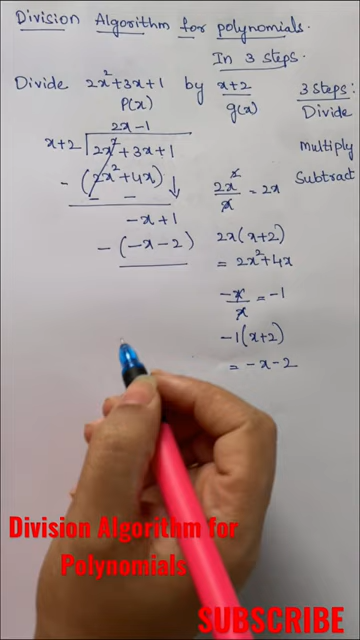 Division Algorithm for polynomials.
In 3 steps.
Divide 2x²+3x+1 by x+2
P(x) g(x)
3 steps:
Divide
multiply
Subtract
2x-1
x+2 2x²+3x+1
- (2x²+4x)
- -
-x+1
- (-x-2)
2x²/x = 2x
2x(x+2)
= 2x²+4x
-x/x = -1
-1(x+2)
= -x-2
Division Algorithm for
Polynomials
SUBSCRIBE